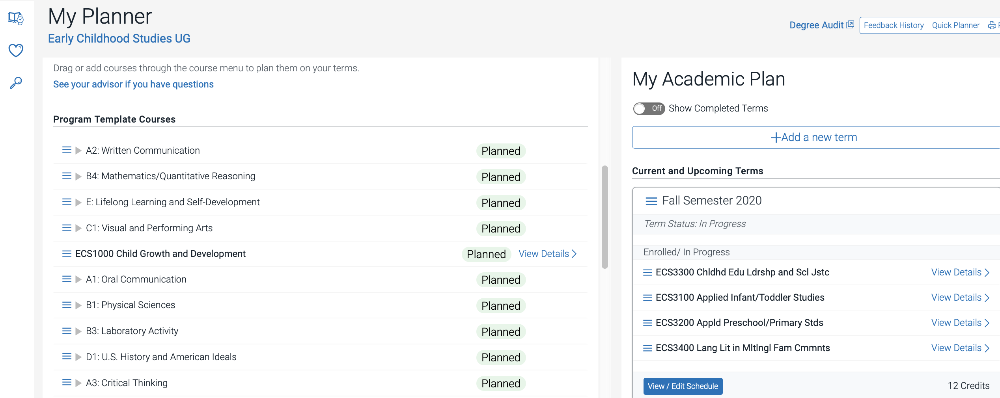 My Planner
Early Childhood Studies UG
Degree Audit
Feedback History
Quick Planner
Drag or add courses through the course menu to plan them on your terms.
See your advisor if you have questions
Program Template Courses
A2: Written Communication Planned
B4: Mathematics/Quantitative Reasoning Planned
E: Lifelong Learning and Self-Development Planned
C1: Visual and Performing Arts Planned
ECS1000 Child Growth and Development Planned View Details
A1: Oral Communication Planned
B1: Physical Sciences Planned
B3: Laboratory Activity Planned
D1: U.S. History and American Ideals Planned
A3: Critical Thinking Planned
My Academic Plan
Off Show Completed Terms
+Add a new term
Current and Upcoming Terms
Fall Semester 2020
Term Status: In Progress
Enrolled/ In Progress
ECS3300 Chldhd Edu Ldrshp and Scl Jstc View Details
ECS3100 Applied Infant/Toddler Studies View Details
ECS3200 Appld Preschool/Primary Stds View Details
ECS3400 Lang Lit in Mltlngl Fam Cmmnts View Details
View / Edit Schedule 12 Credits